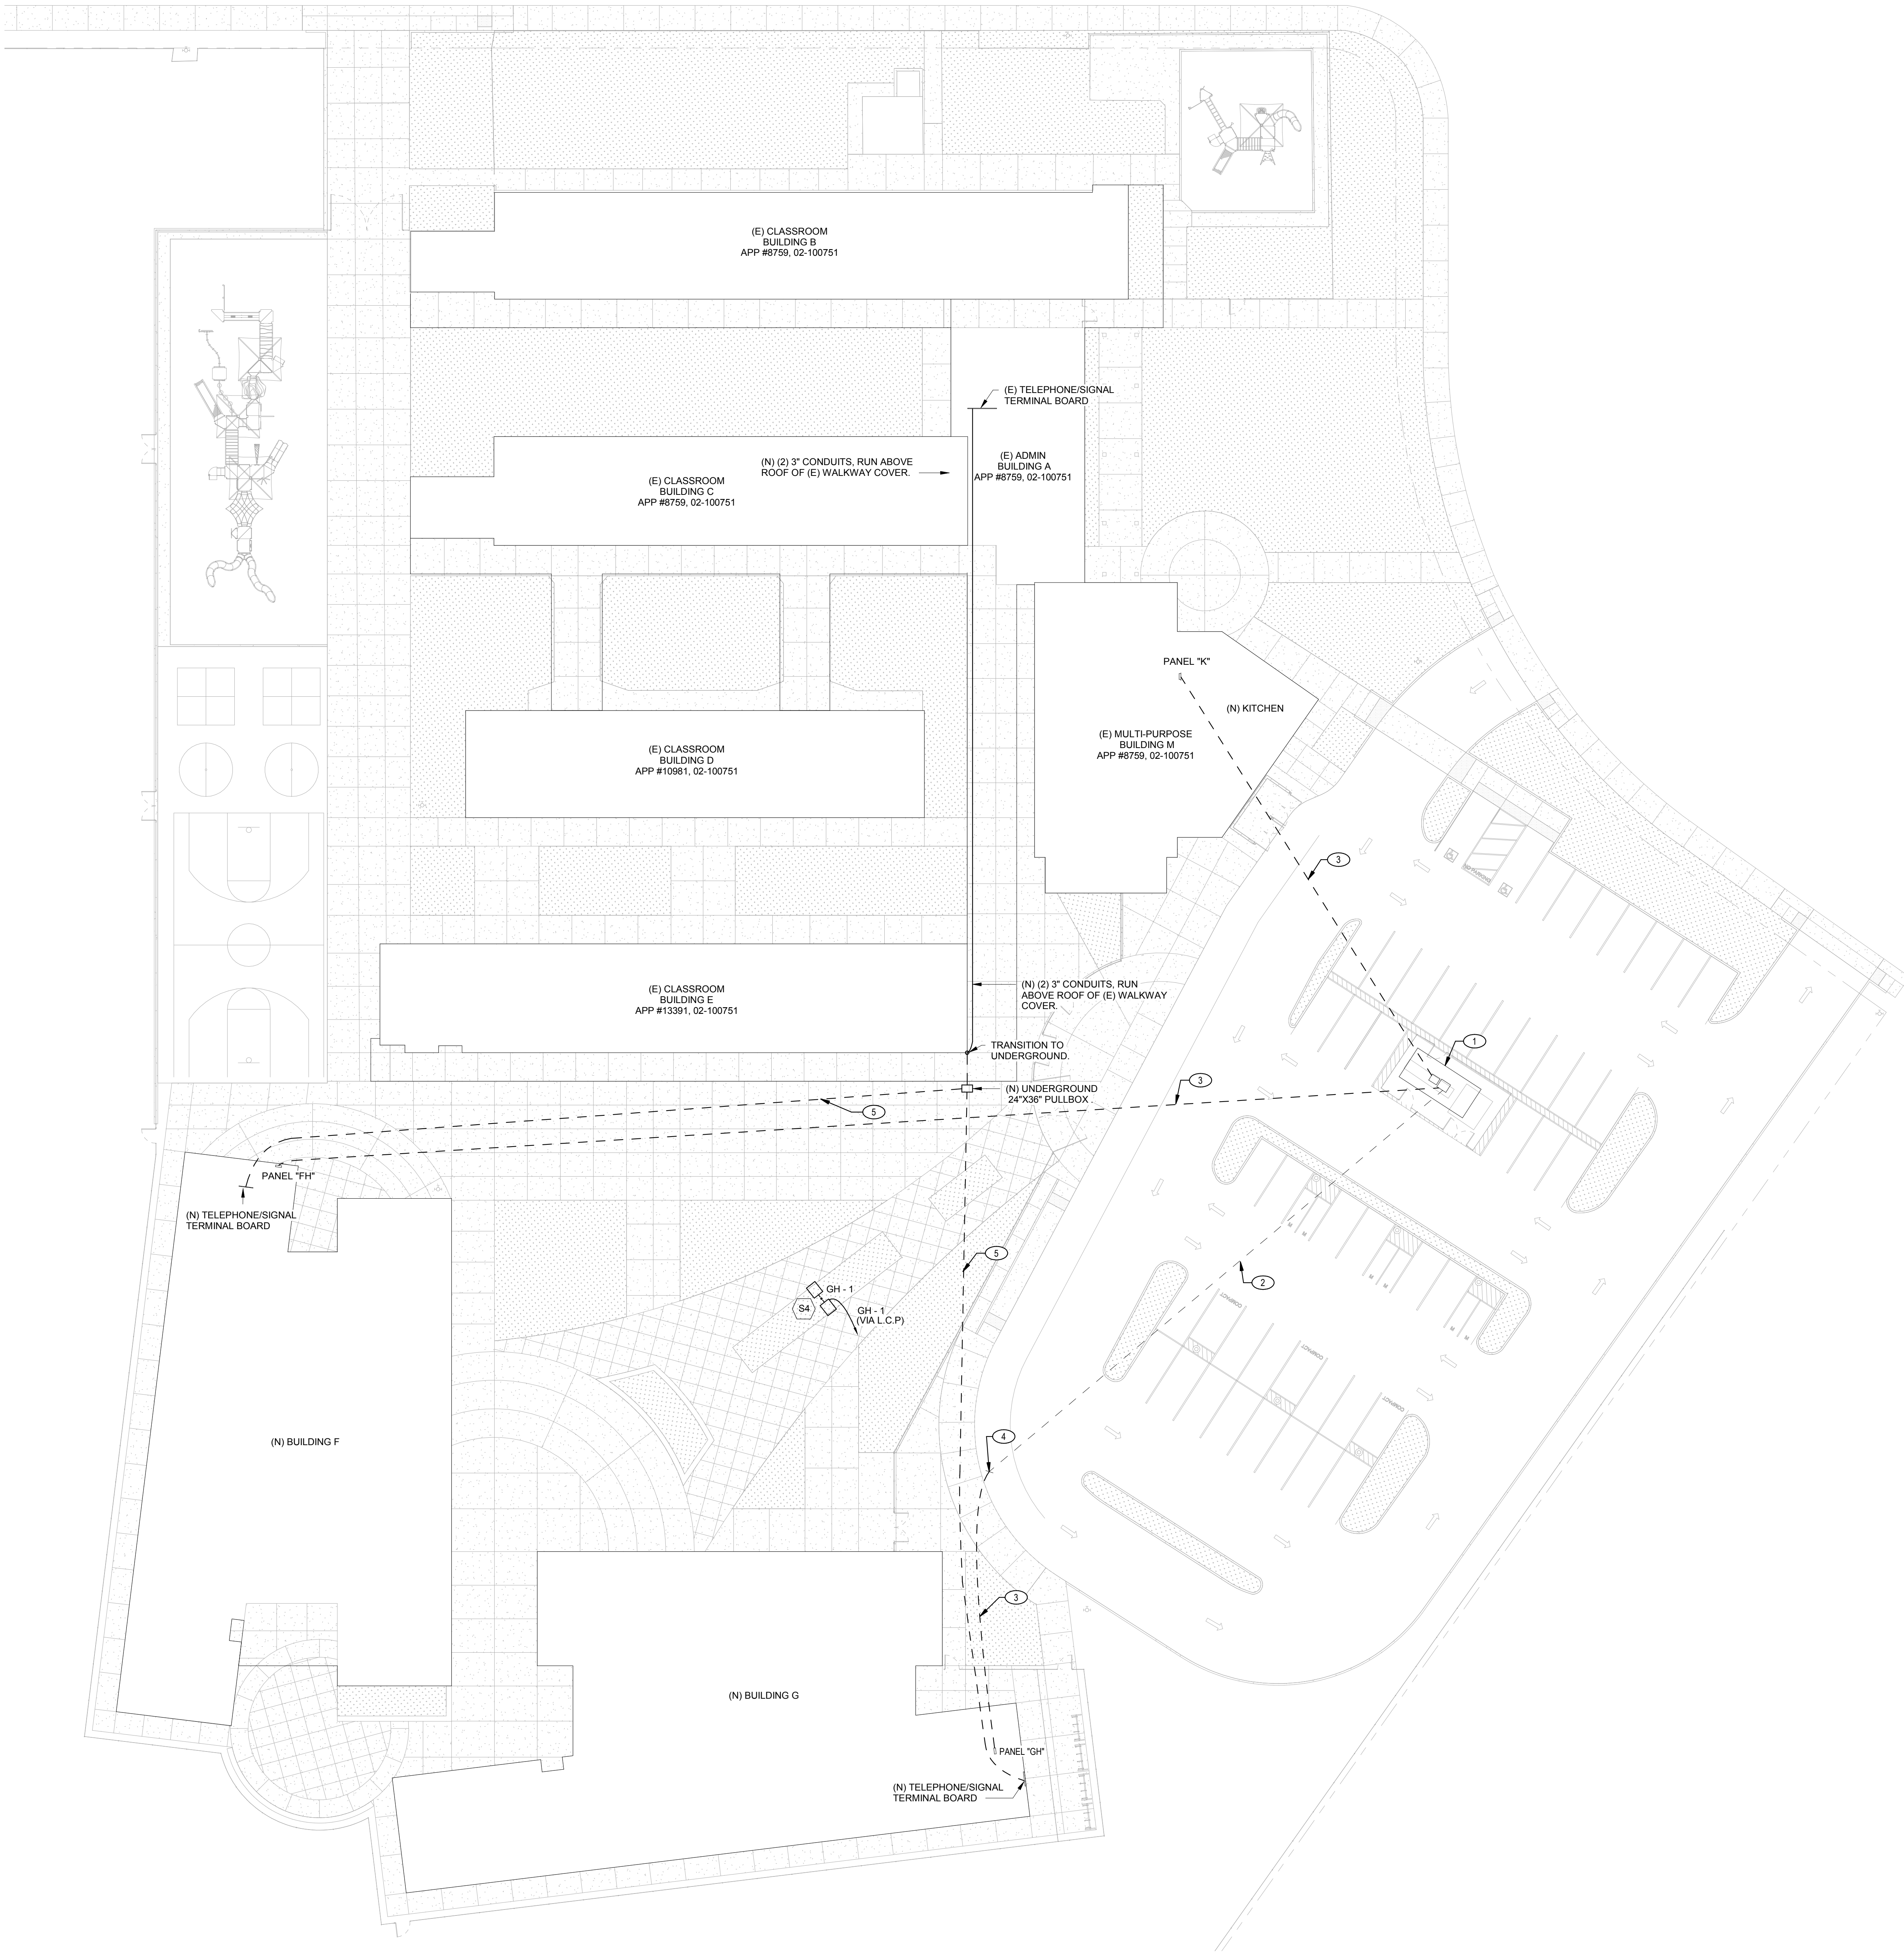 (E) CLASSROOM
BUILDING B
APP #8759, 02-100751
(E) TELEPHONE/SIGNAL
TERMINAL BOARD
(N) (2) 3" CONDUITS, RUN ABOVE
ROOF OF (E) WALKWAY COVER.
(E) ADMIN
BUILDING A
APP #8759, 02-100751
(E) CLASSROOM
BUILDING C
APP #8759, 02-100751
PANEL "K"
(N) KITCHEN
(E) MULTI-PURPOSE
BUILDING M
APP #8759, 02-100751
(E) CLASSROOM
BUILDING D
APP #10981, 02-100751
3
NO PARKING
(E) CLASSROOM
BUILDING E
APP #13391, 02-100751
(N) (2) 3" CONDUITS, RUN
ABOVE ROOF OF (E) WALKWAY
COVER.
TRANSITION TO
UNDERGROUND.
1
(N) UNDERGROUND
24"X36" PULLBOX
3
5
PANEL "FH"
(N) TELEPHONE/SIGNAL
TERMINAL BOARD
5
2
GH - 1
S4
GH - 1
(VIA L.C.P)
COMPACT
COMPACT
COMPACT
4
(N) BUILDING F
3
(N) BUILDING G
PANEL "GH"
(N) TELEPHONE/SIGNAL
TERMINAL BOARD